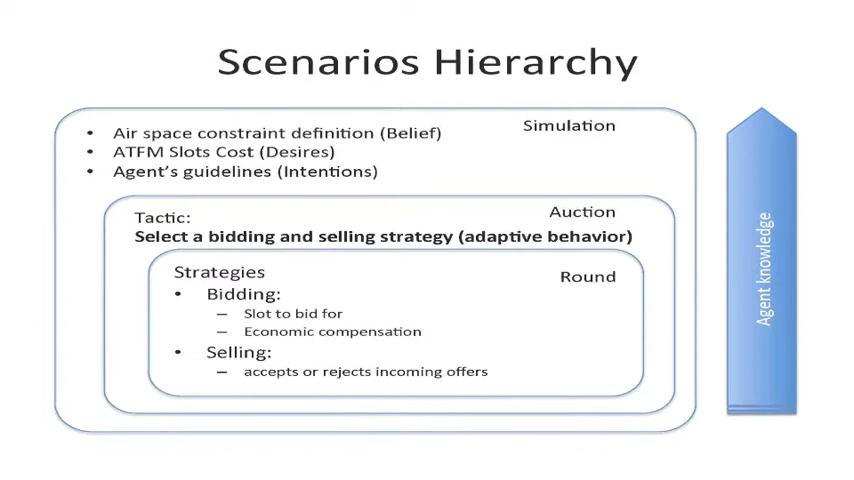 Scenarios Hierarchy
Simulation
• Air space constraint definition (Belief)
• ATFM Slots Cost (Desires)
• Agent's guidelines (Intentions)
Auction
Tactic:
Select a bidding and selling strategy (adaptive behavior)
Round
Strategies
• Bidding:
– Slot to bid for
– Economic compensation
• Selling:
– accepts or rejects incoming offers
Agent knowledge